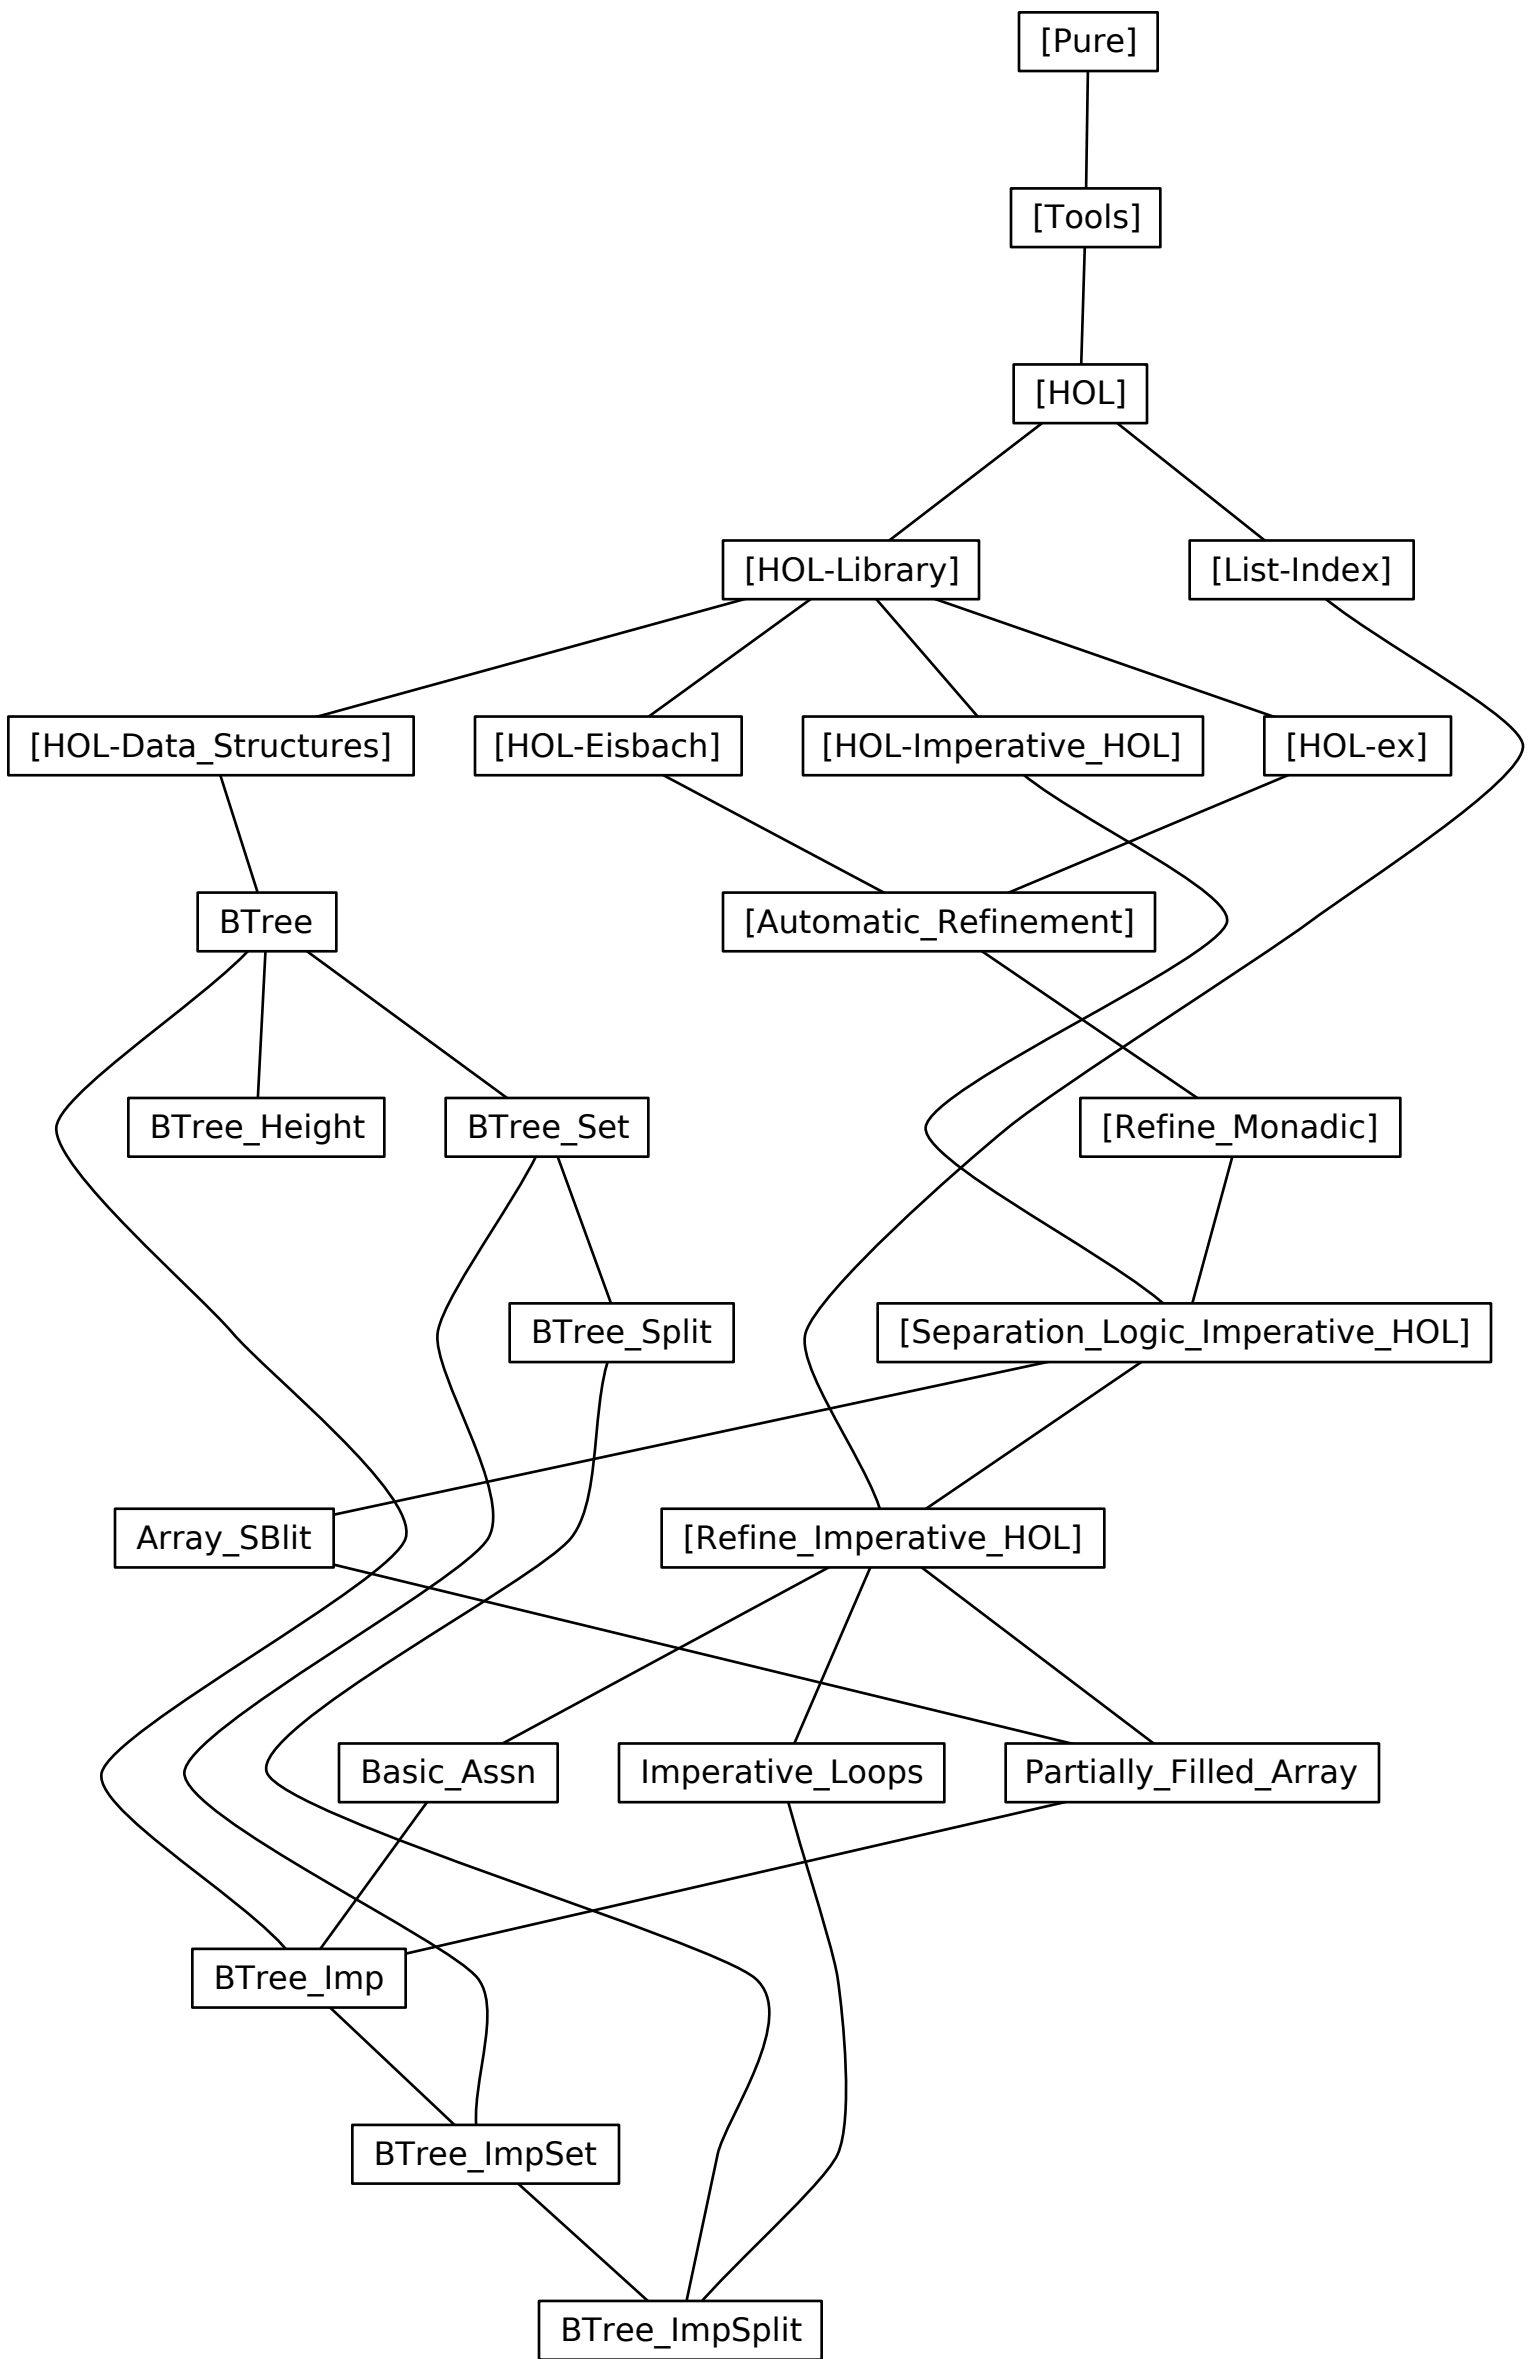 [Pure]
[Tools]
[HOL]
[HOL-Library]
[List-Index]
[HOL-Data_Structures]
[HOL-Eisbach]
[HOL-Imperative_HOL]
[HOL-ex]
BTree
[Automatic_Refinement]
BTree_Height
BTree_Set
[Refine_Monadic]
BTree_Split
[Separation_Logic_Imperative_HOL]
Array_SBlit
[Refine_Imperative_HOL]
Basic_Assn
Imperative_Loops
Partially_Filled_Array
BTree_Imp
BTree_ImpSet
BTree_ImpSplit